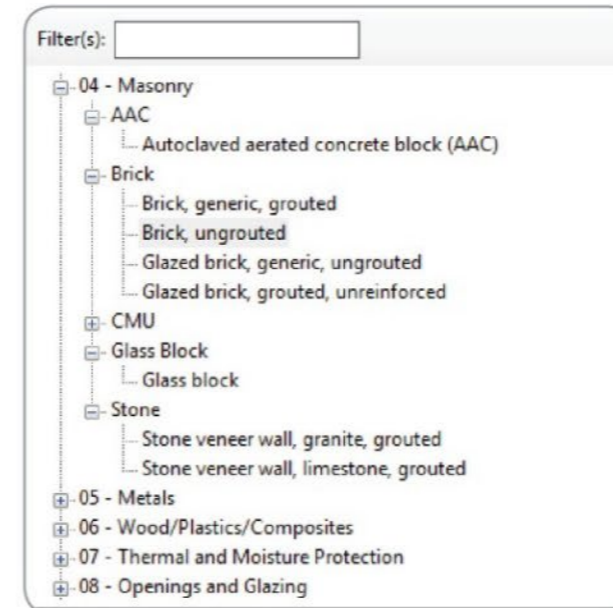 Filter(s):
04 - Masonry
AAC
Autoclaved aerated concrete block (AAC)
Brick
Brick, generic, grouted
Brick, ungrouted
Glazed brick, generic, ungrouted
Glazed brick, grouted, unreinforced
CMU
Glass Block
Glass block
Stone
Stone veneer wall, granite, grouted
Stone veneer wall, limestone, grouted
05 - Metals
06 - Wood/Plastics/Composites
07 - Thermal and Moisture Protection
08 - Openings and Glazing